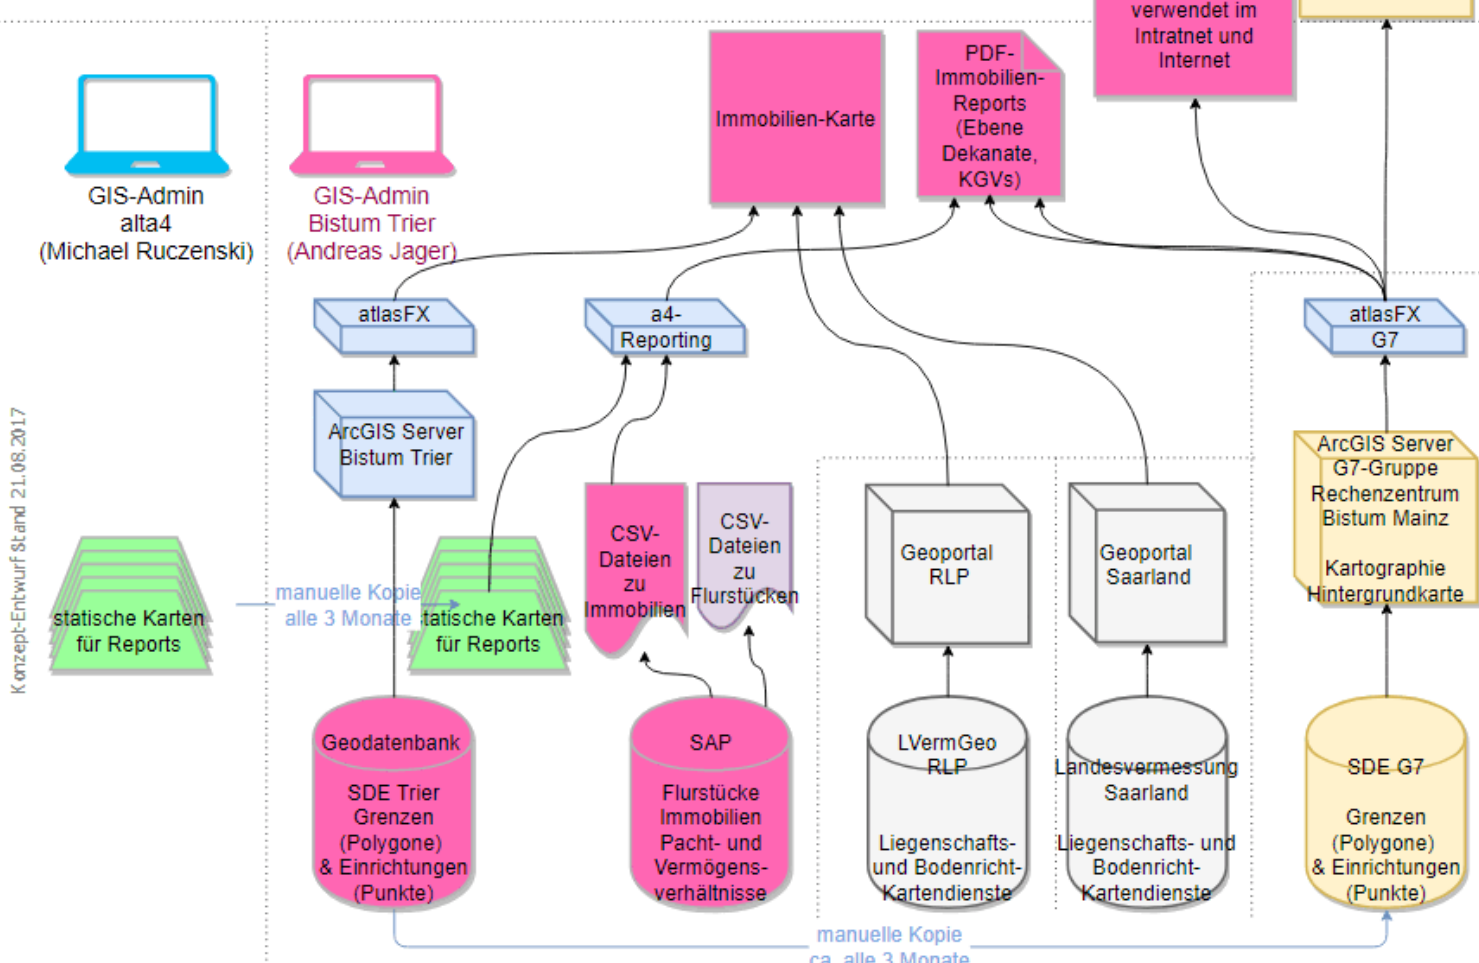 verwendet im
Intratnet und
Internet
Immobilien-Karte
PDF-
Immobilien-
Reports
(Ebene
Dekanate,
KGVs)
GIS-Admin
alta4
(Michael Ruczenski)
GIS-Admin
Bistum Trier
(Andreas Jager)
atlasFX
a4-
Reporting
atlasFX
G7
ArcGIS Server
Bistum Trier
ArcGIS Server
G7-Gruppe
Rechenzentrum
Bistum Mainz
Kartographie
Hintergrundkarte
Konzept-Entwurf Stand 21.08.2017
CSV-
Dateien
zu
Immobilien
CSV-
Dateien
zu
Flurstücken
Geoportal
RLP
Geoportal
Saarland
statische Karten
für Reports
manuelle Kopie
alle 3 Monate
tatische Karten
für Reports
Geodatenbank
SDE Trier
Grenzen
(Polygone)
& Einrichtungen
(Punkte)
SAP
Flurstücke
Immobilien
Pacht- und
Vermögens-
verhältnisse
LVermGeo
RLP
Liegenschafts-
und Bodenricht-
Kartendienste
Landesvermessung
Saarland
Liegenschafts- und
Bodenricht-
Kartendienste
SDE G7
Grenzen
(Polygone)
& Einrichtungen
(Punkte)
manuelle Kopie
ca. alle 3 Monate